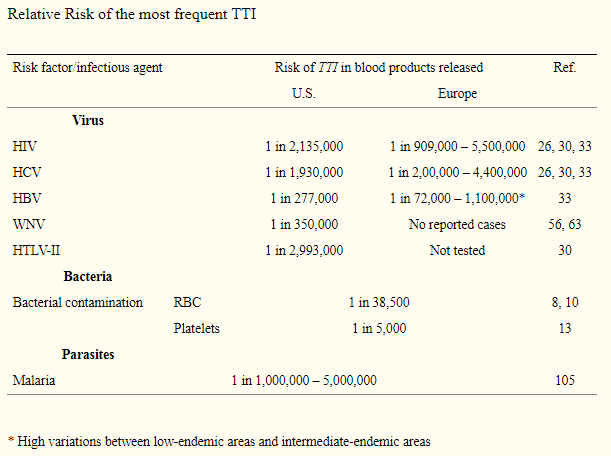 Relative Risk of the most frequent TTI
Risk factor/infectious agent Risk of TTI in blood products released Ref.
U.S. Europe
Virus
HIV 1 in 2,135,000 1 in 909,000 – 5,500,000 26, 30, 33
HCV 1 in 1,930,000 1 in 2,00,000 – 4,400,000 26, 30, 33
HBV 1 in 277,000 1 in 72,000 – 1,100,000* 33
WNV 1 in 350,000 No reported cases 56, 63
HTLV-II 1 in 2,993,000 Not tested 30
Bacteria
Bacterial contamination RBC 1 in 38,500 8, 10
Platelets 1 in 5,000 13
Parasites
Malaria 1 in 1,000,000 – 5,000,000 105
* High variations between low-endemic areas and intermediate-endemic areas